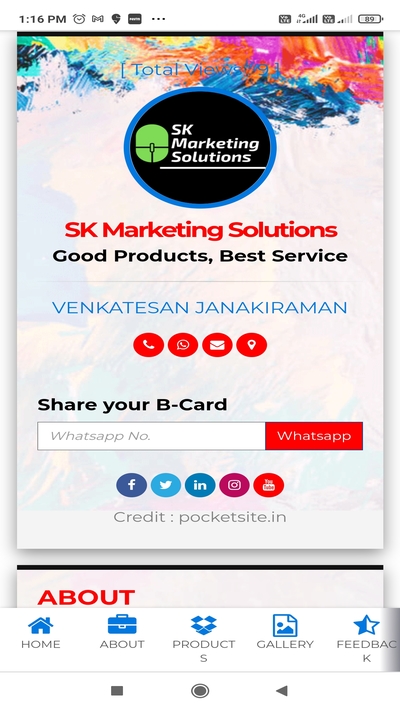 1:16 PM
89
[ Total Views 79 ]
SK
Marketing
Solutions
SK Marketing Solutions
Good Products, Best Service
VENKATESAN JANAKIRAMAN
Share your B-Card
Whatsapp No. Whatsapp
Credit : pocketsite.in
ABOUT
HOME ABOUT PRODUCT
S GALLERY FEEDBAC
K